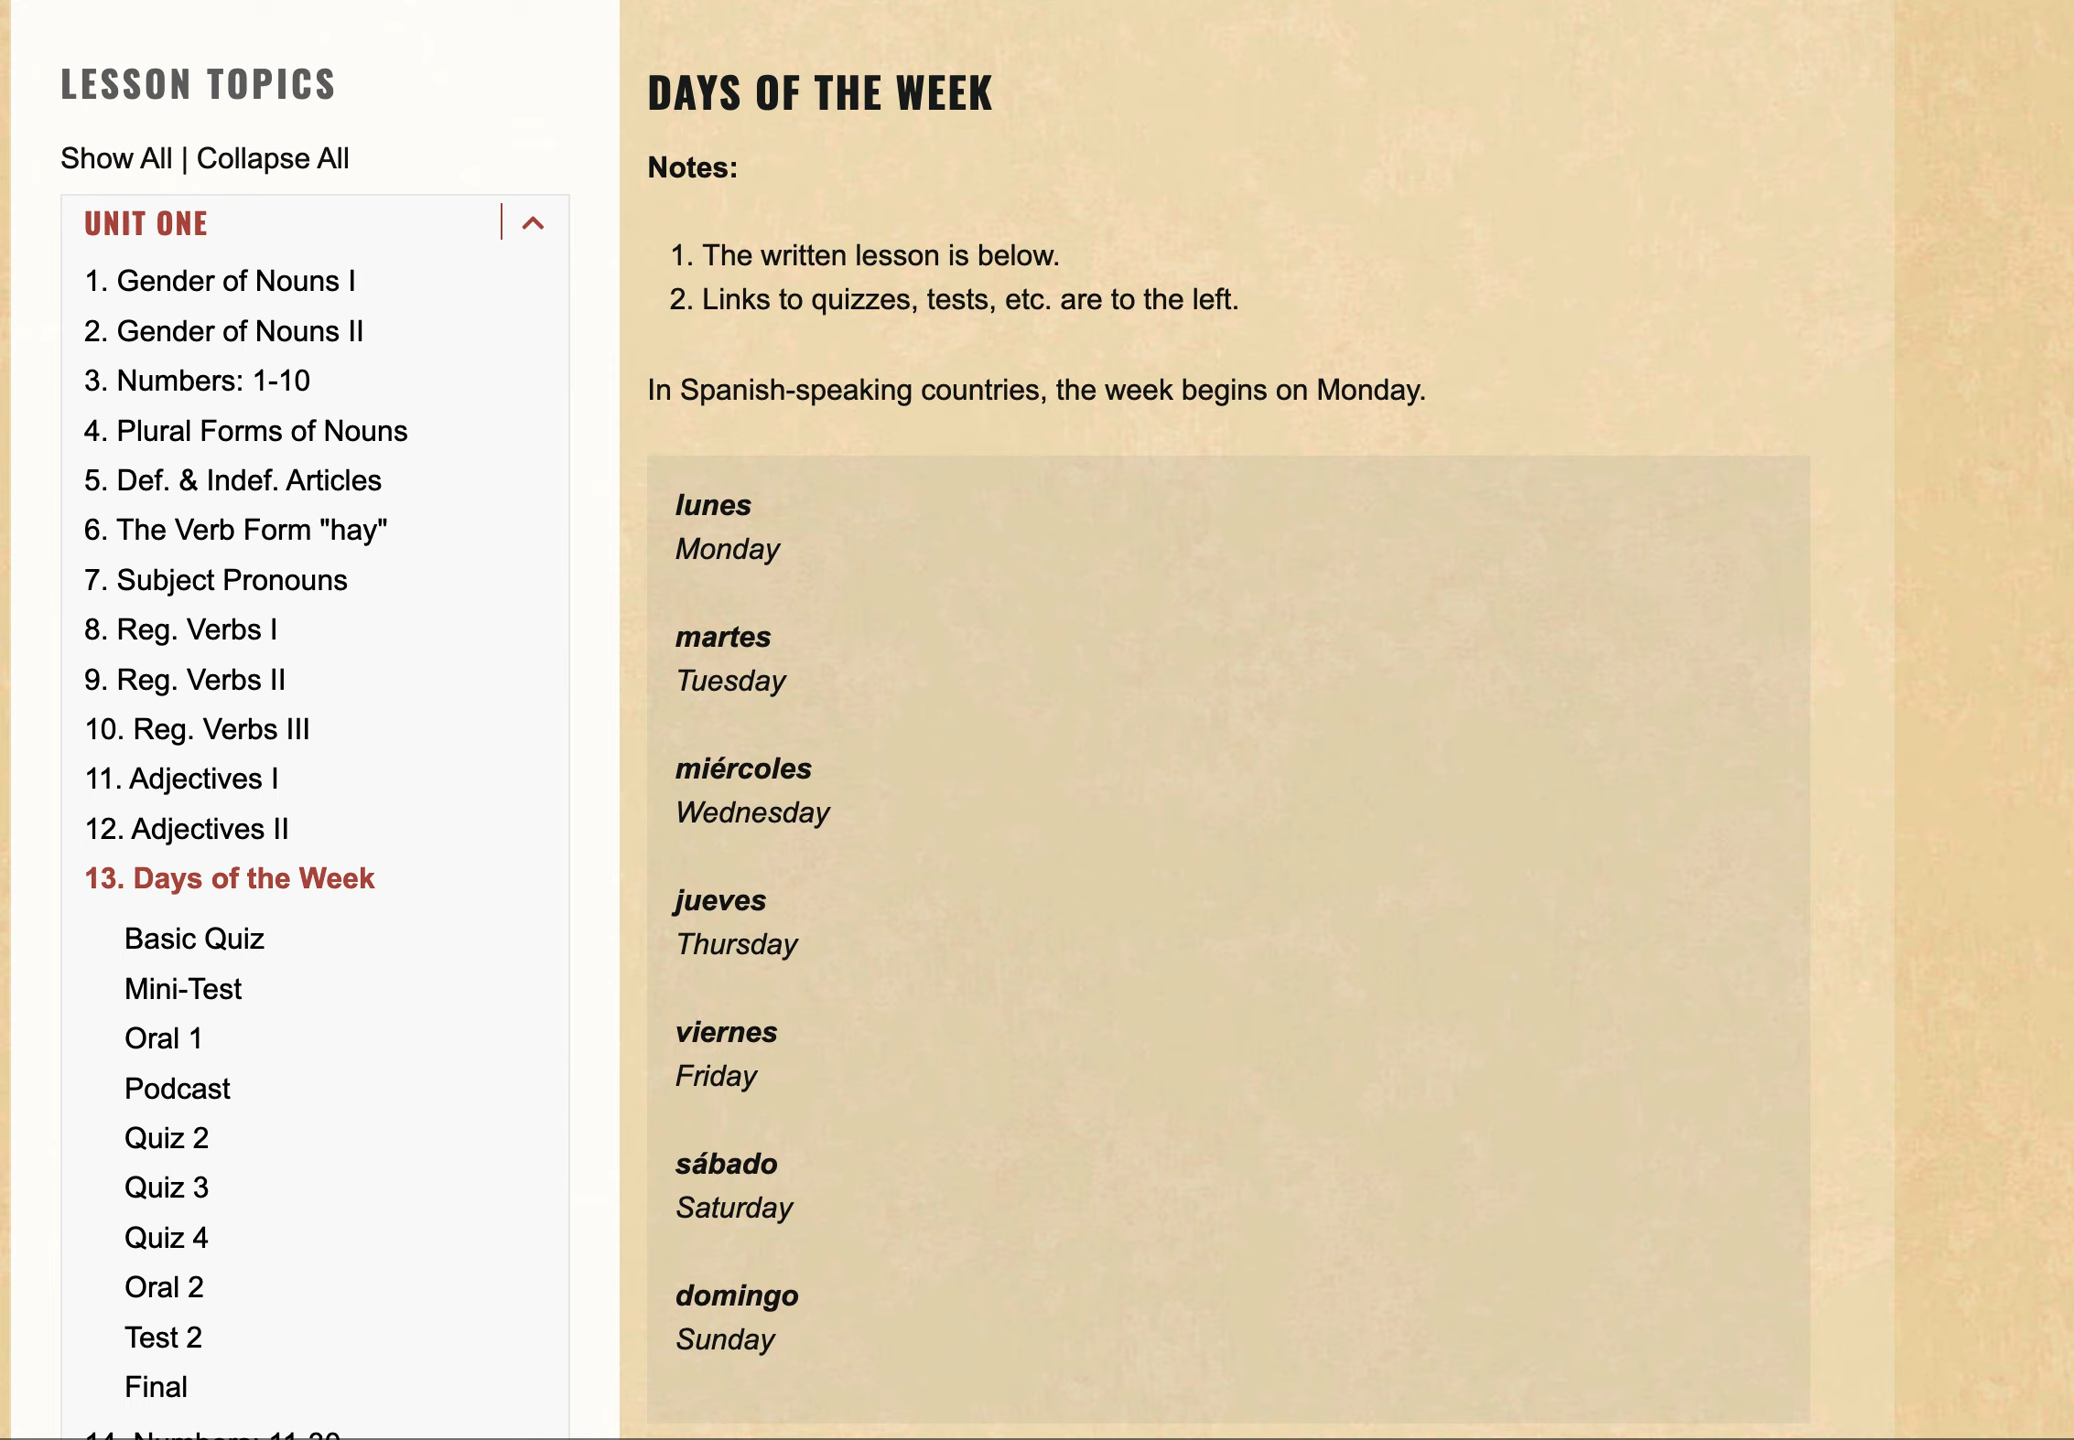 LESSON TOPICS
Show All | Collapse All
UNIT ONE
1. Gender of Nouns I
2. Gender of Nouns II
3. Numbers: 1-10
4. Plural Forms of Nouns
5. Def. & Indef. Articles
6. The Verb Form "hay"
7. Subject Pronouns
8. Reg. Verbs I
9. Reg. Verbs II
10. Reg. Verbs III
11. Adjectives I
12. Adjectives II
13. Days of the Week
Basic Quiz
Mini-Test
Oral 1
Podcast
Quiz 2
Quiz 3
Quiz 4
Oral 2
Test 2
Final
14. Numbers: 11-30
DAYS OF THE WEEK
Notes:
1. The written lesson is below.
2. Links to quizzes, tests, etc. are to the left.
In Spanish-speaking countries, the week begins on Monday.
lunes
Monday
martes
Tuesday
miércoles
Wednesday
jueves
Thursday
viernes
Friday
sábado
Saturday
domingo
Sunday